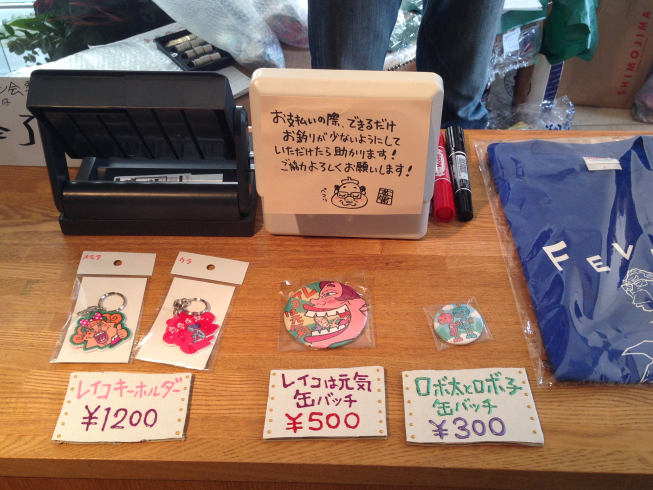 お支払いの際、できるだけ
お釣りが少ないようにして
いただけたら助かります！
ご協力よろしくお願いします！
SHIMOJIMA
FEV
レイコキーホルダー
¥1200
レイコは元気
缶バッチ
¥500
ロボ太とロボ子
缶バッチ
¥300